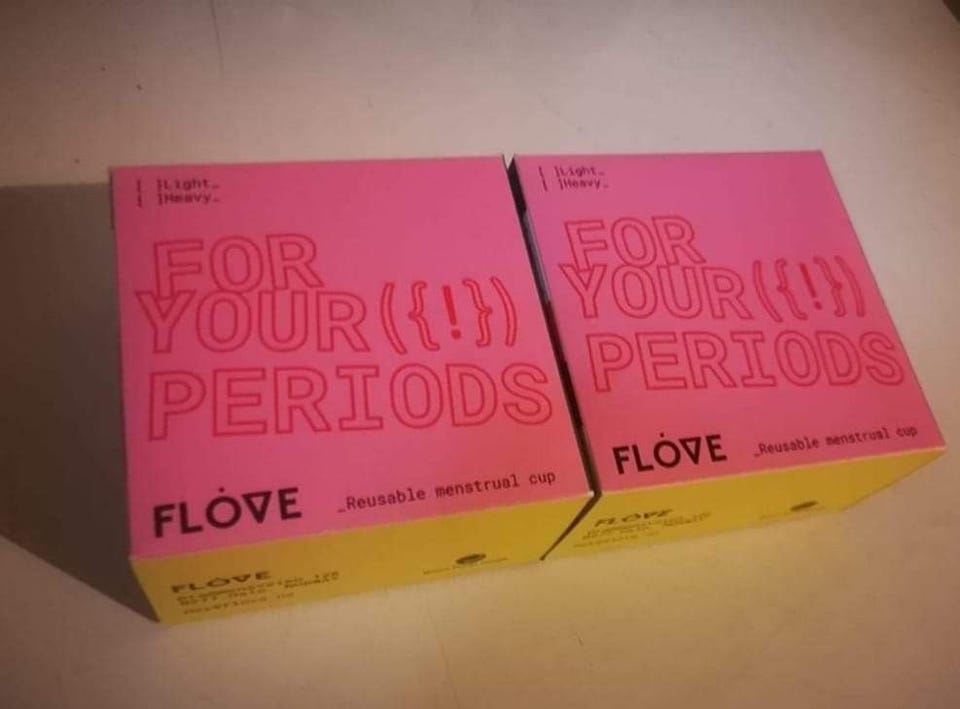 [ ]Light_
[ ]Heavy_
FOR
YOUR({!})
PERIODS
FLOVE
_Reusable menstrual cup
FLOVE
[ ]Light_
[ ]Heavy_
FOR
YOUR({!})
PERIODS
FLOVE
_Reusable menstrual cup
FLOVE